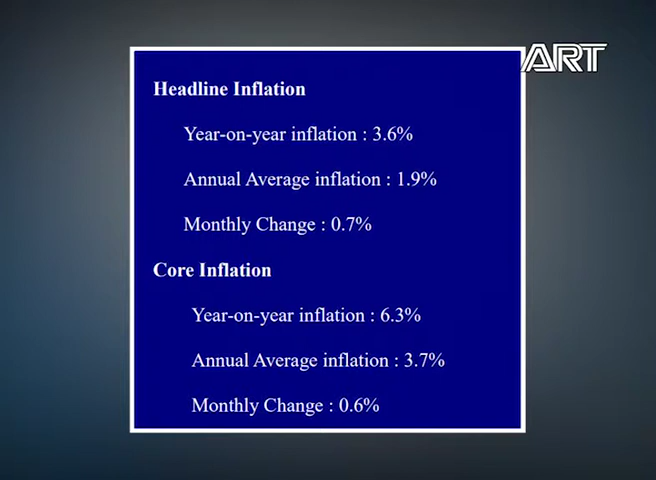 ART
Headline Inflation
Year-on-year inflation : 3.6%
Annual Average inflation : 1.9%
Monthly Change : 0.7%
Core Inflation
Year-on-year inflation : 6.3%
Annual Average inflation : 3.7%
Monthly Change : 0.6%